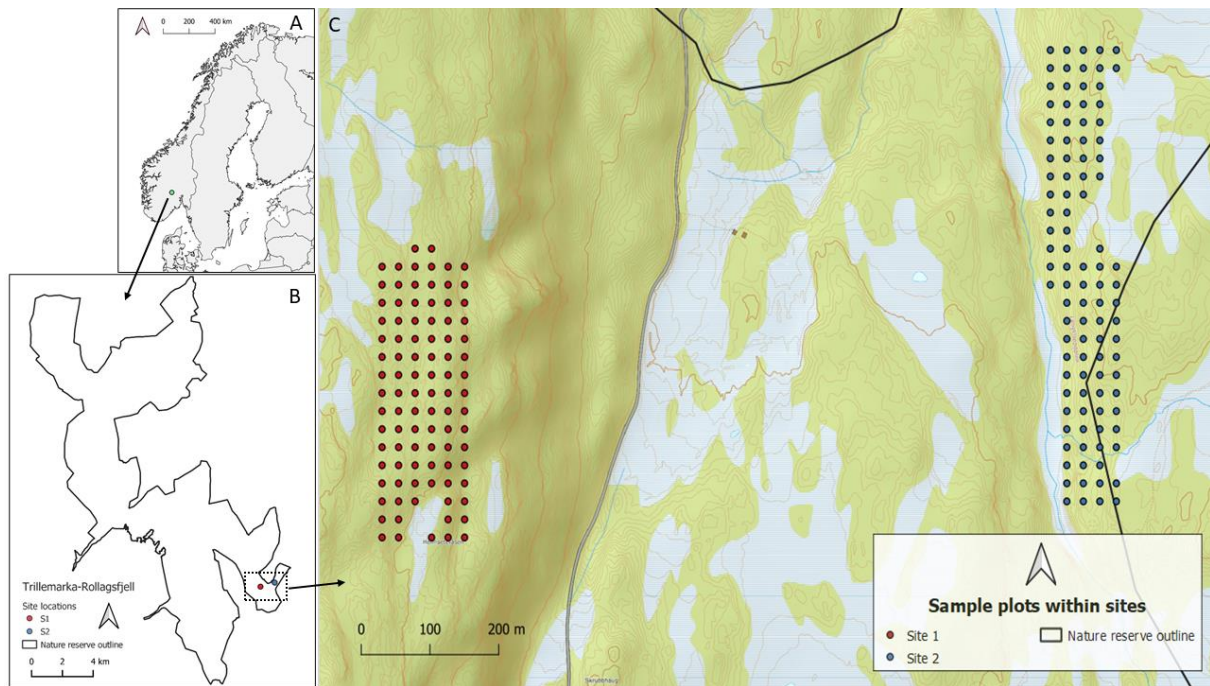 A
0 200 400 km
B
Trillemarka-Rollagsfjell
Site locations
S1
S2
Nature reserve outline
0 2 4 km
C
0 100 200 m
Sample plots within sites
Site 1
Nature reserve outline
Site 2